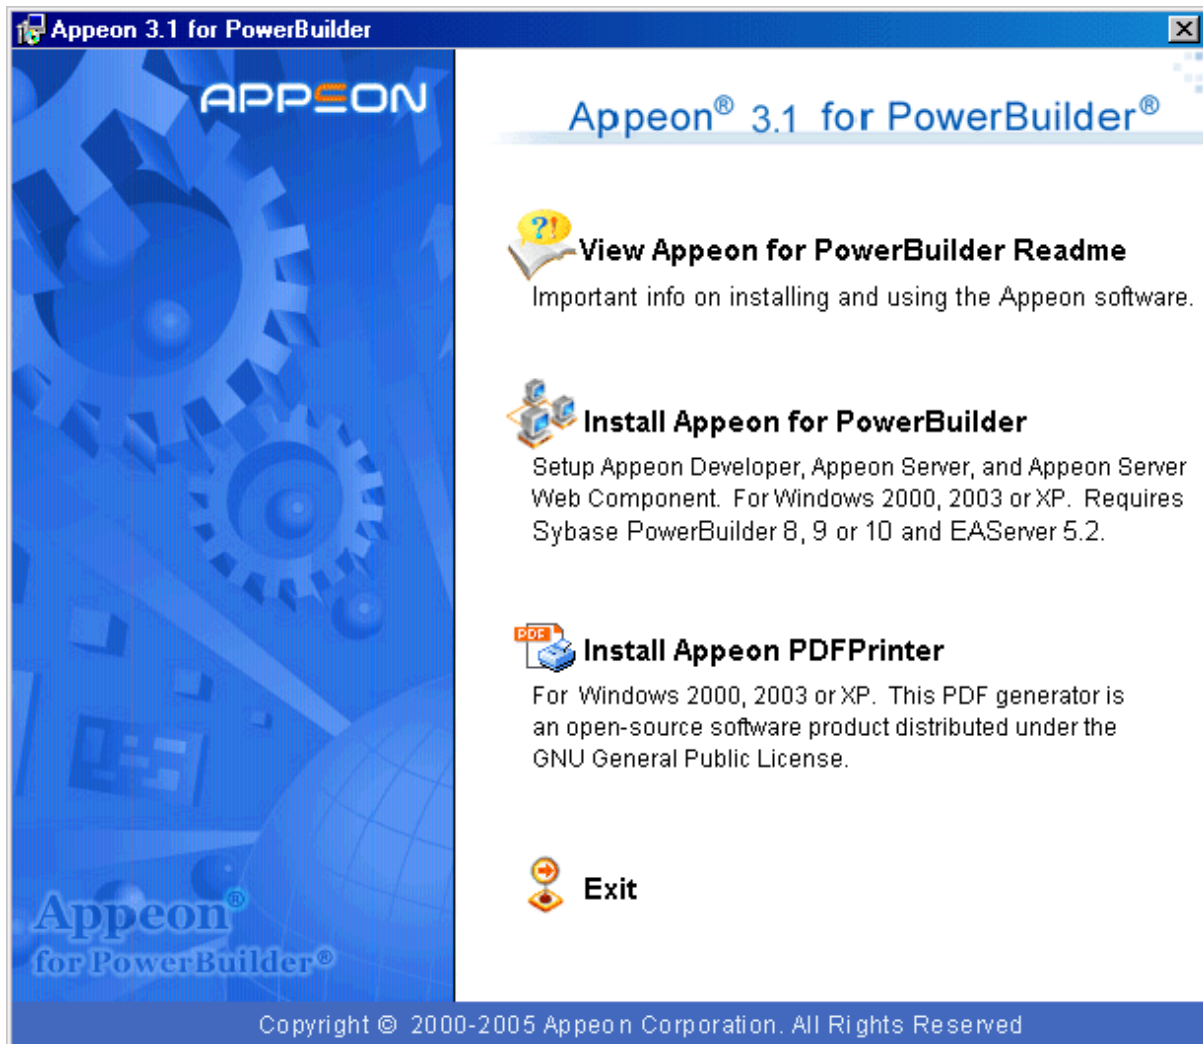 Appeon 3.1 for PowerBuilder
APPEON
Appeon® 3.1 for PowerBuilder®
?!
View Appeon for PowerBuilder Readme
Important info on installing and using the Appeon software.
Install Appeon for PowerBuilder
Setup Appeon Developer, Appeon Server, and Appeon Server
Web Component. For Windows 2000, 2003 or XP. Requires
Sybase PowerBuilder 8, 9 or 10 and EAServer 5.2.
PDF
Install Appeon PDFPrinter
For Windows 2000, 2003 or XP. This PDF generator is
an open-source software product distributed under the
GNU General Public License.
Exit
Appeon®
for PowerBuilder®
Copyright © 2000-2005 Appeon Corporation. All Rights Reserved